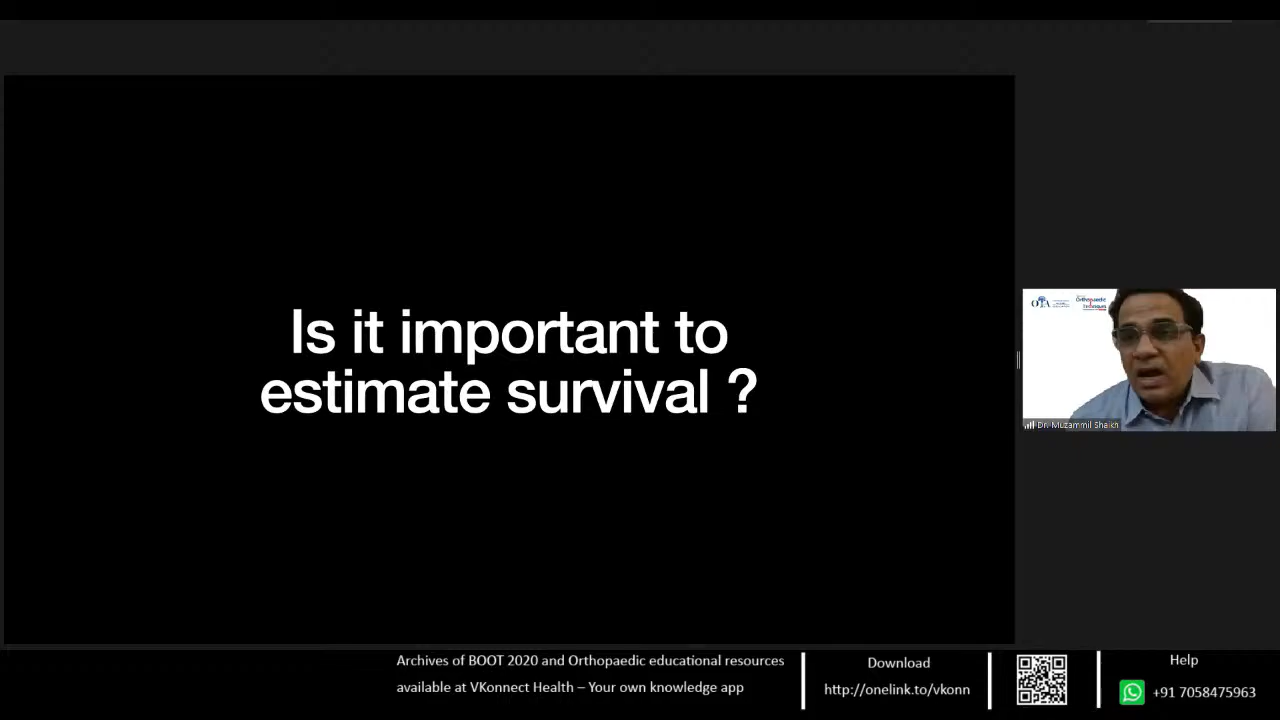 Is it important to
estimate survival ?
Orthopaedic
Dr. Muzammil Shaikh
Archives of BOOT 2020 and Orthopaedic educational resources
available at VKonnect Health – Your own knowledge app
Download
http://onelink.to/vkonn
Help
+91 7058475963